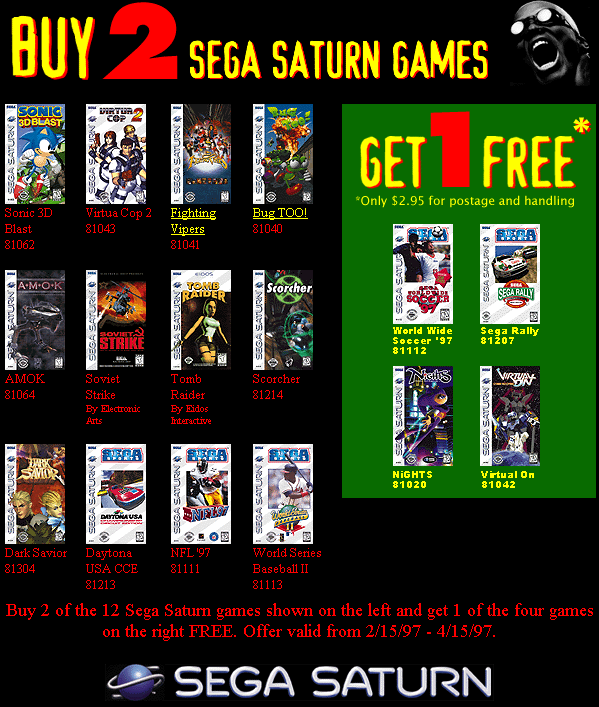 BUY 2 SEGA SATURN GAMES
Sonic 3D
Blast
81062
Virtua Cop 2
81043
Fighting
Vipers
81041
Bug TOO!
81040
AMOK
81064
Soviet
Strike
By Electronic
Arts
Tomb
Raider
By Eidos
Interactive
Scorcher
81214
Dark Savior
81304
Daytona
USA CCE
81213
NFL '97
81111
World Series
Baseball II
81113
GET 1 FREE*
*Only $2.95 for postage and handling
World Wide
Soccer '97
81112
Sega Rally
81207
NiGHTS
81020
Virtual On
81042
Buy 2 of the 12 Sega Saturn games shown on the left and get 1 of the four games
on the right FREE. Offer valid from 2/15/97 - 4/15/97.
SEGA SATURN